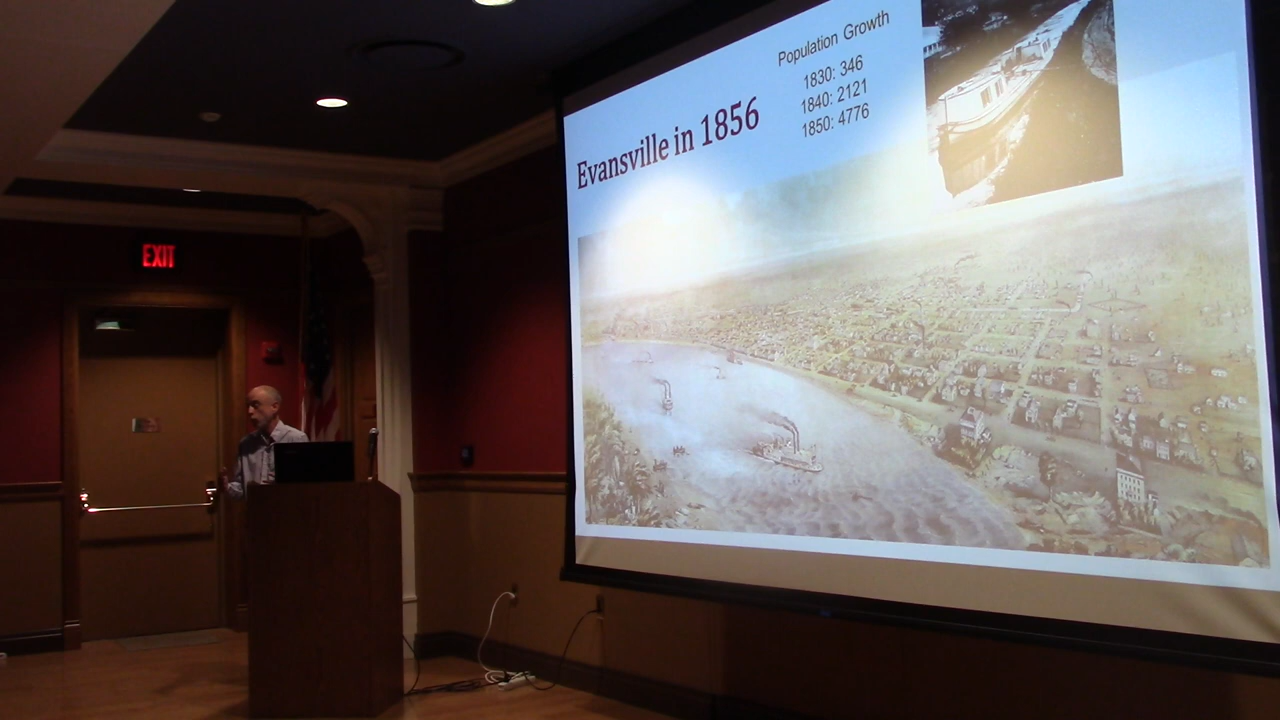 Population Growth
1830: 346
1840: 2121
1850: 4776
Evansville in 1856
EXIT